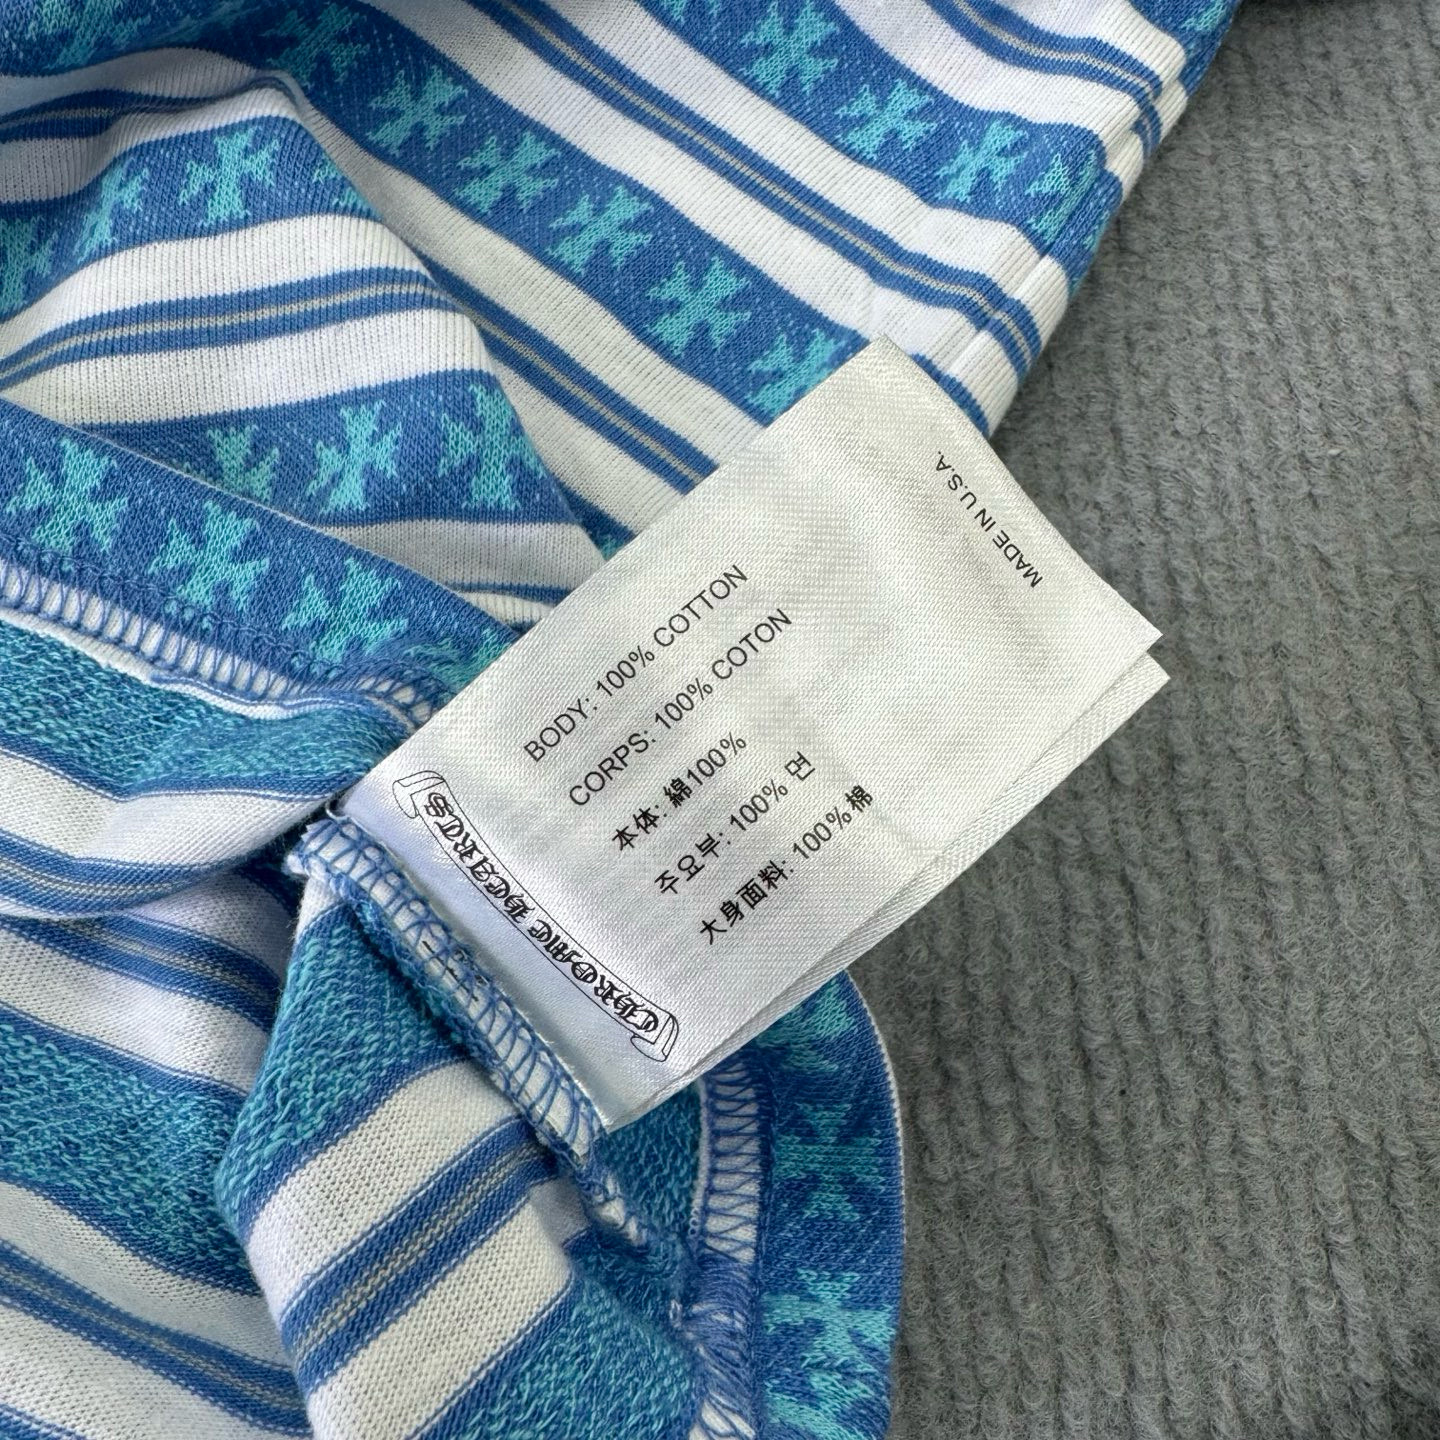 CHROME HEARTS
BODY: 100% COTTON
CORPS: 100% COTON
本体: 綿100%
주요부: 100% 면
大身面料: 100%棉
MADE IN U.S.A.